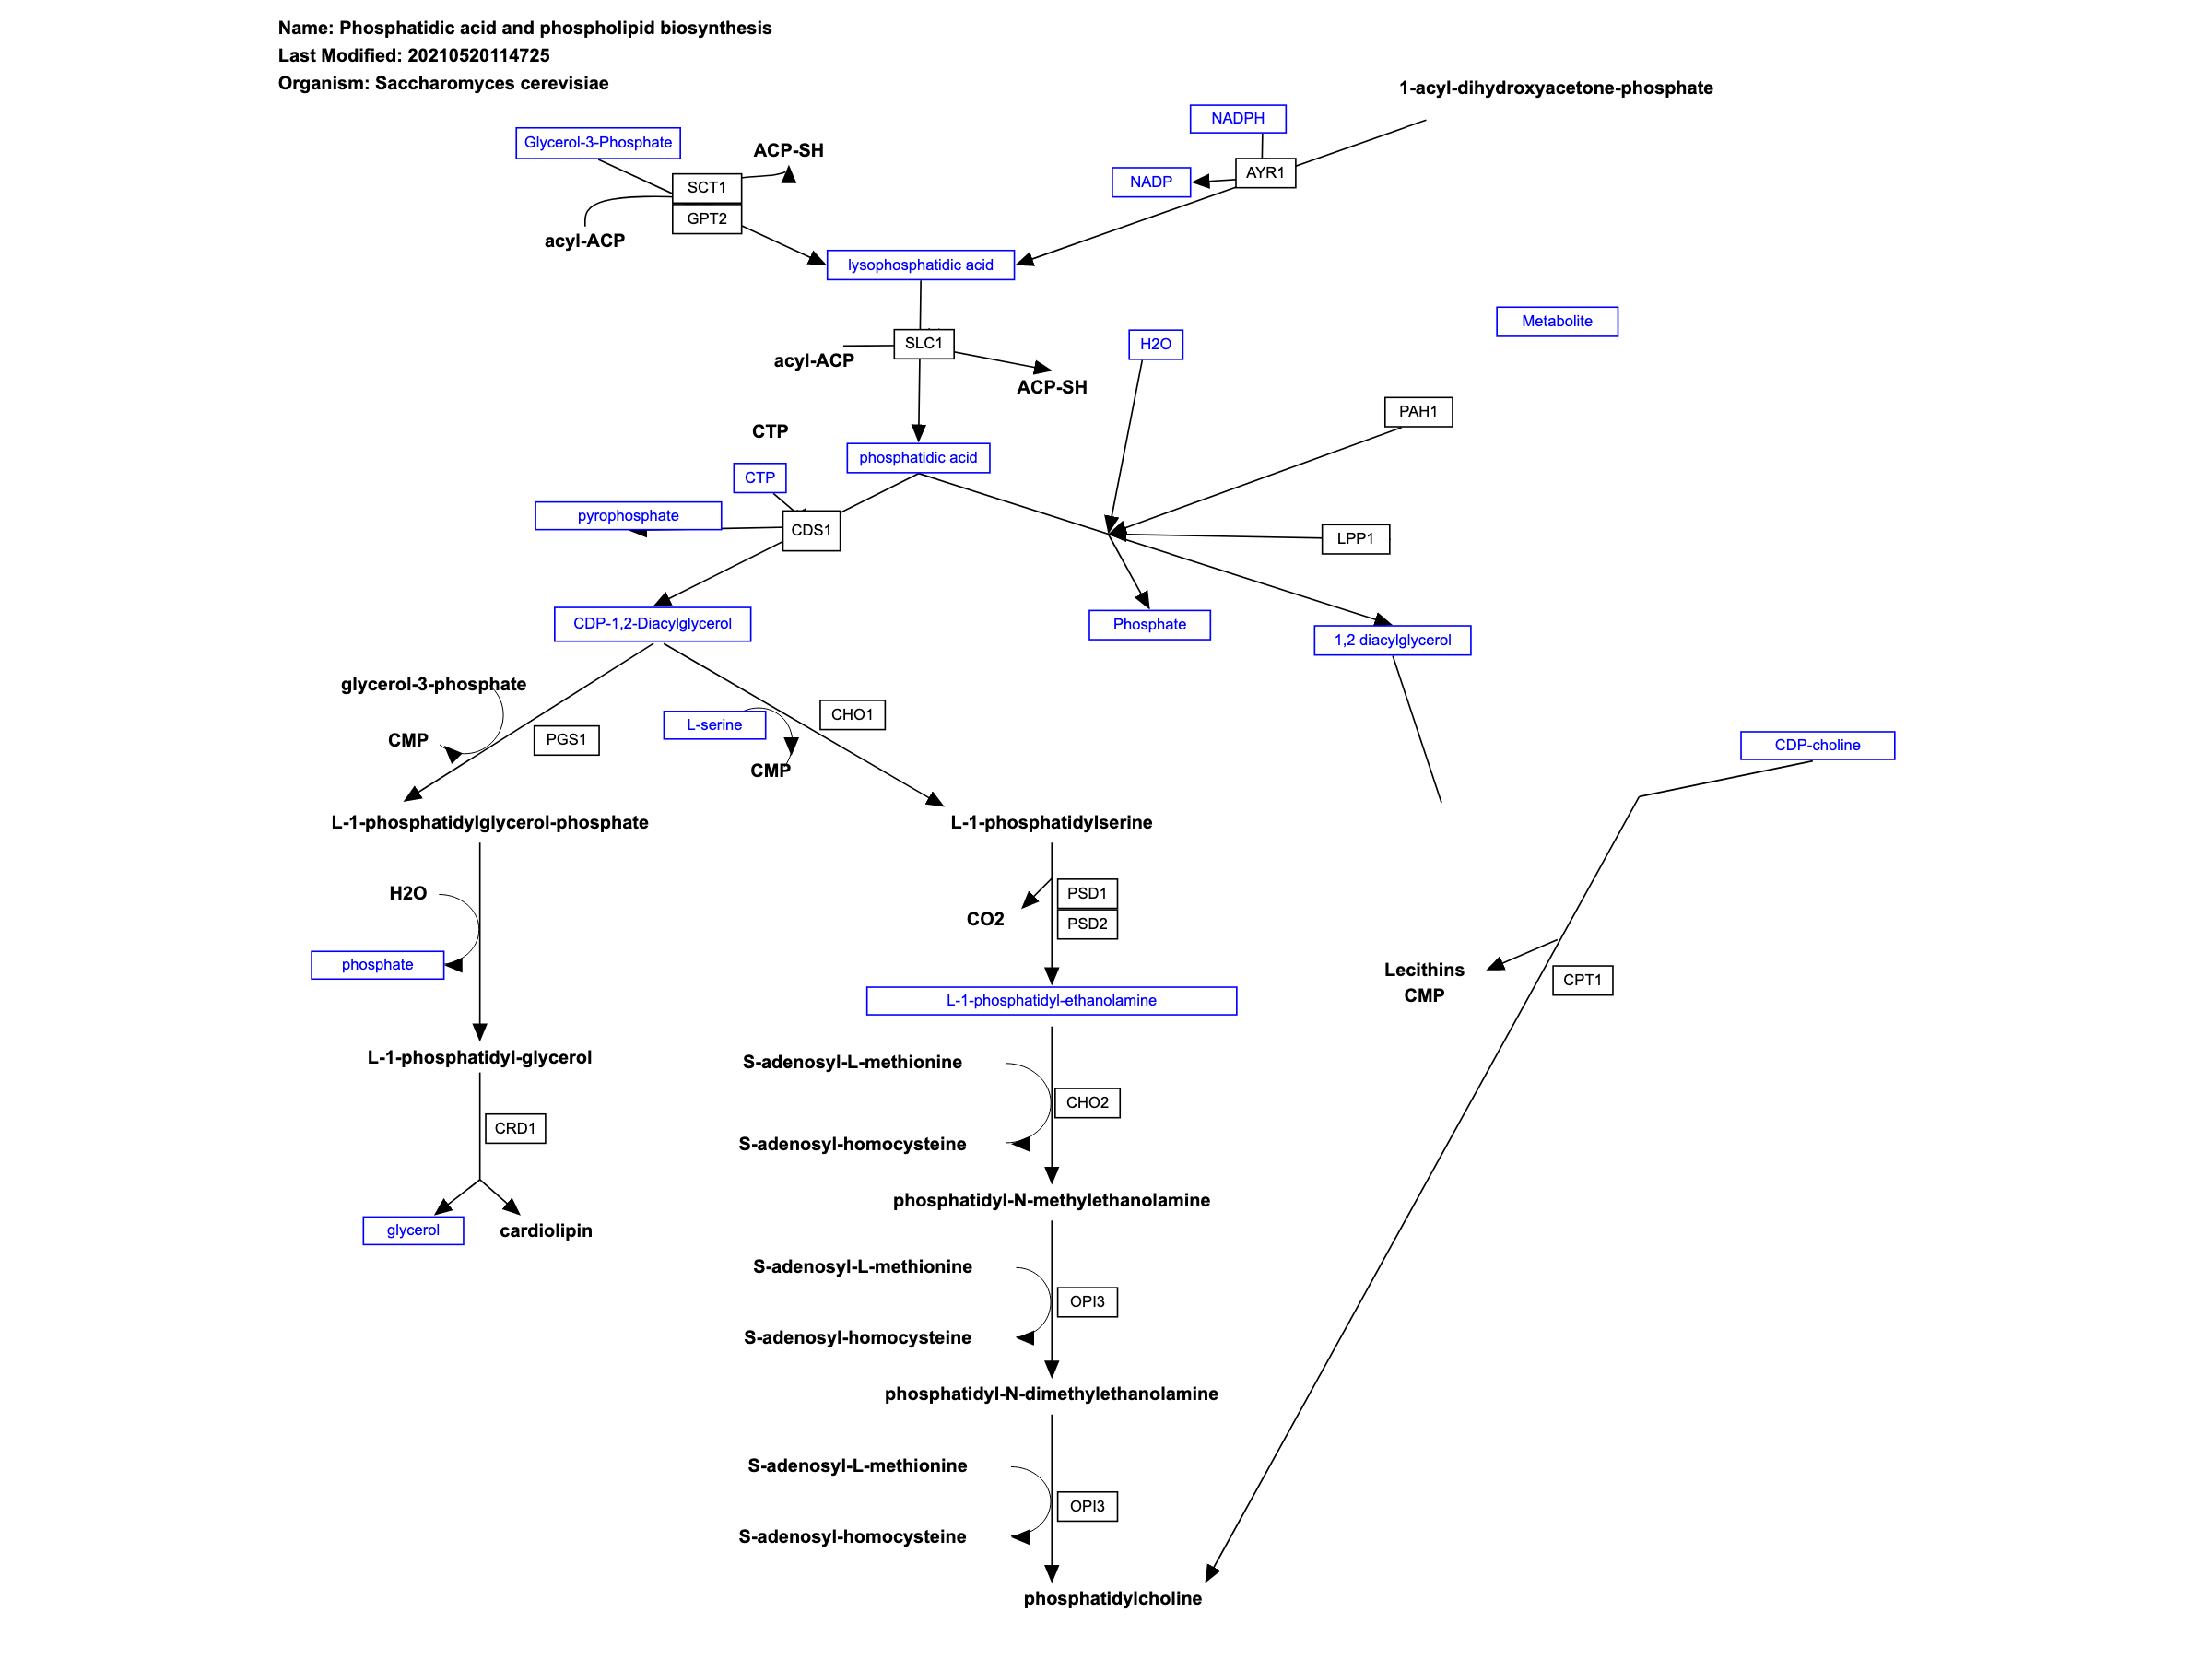 Name: Phosphatidic acid and phospholipid biosynthesis
Last Modified: 20210520114725
Organism: Saccharomyces cerevisiae
1-acyl-dihydroxyacetone-phosphate
NADPH
Glycerol-3-Phosphate
ACP-SH
AYR1
NADP
SCT1
GPT2
acyl-ACP
lysophosphatidic acid
Metabolite
SLC1
H2O
acyl-ACP
ACP-SH
PAH1
CTP
phosphatidic acid
CTP
pyrophosphate
CDS1
LPP1
CDP-1,2-Diacylglycerol
Phosphate
1,2 diacylglycerol
glycerol-3-phosphate
CHO1
L-serine
PGS1
CMP
CDP-choline
CMP
L-1-phosphatidylglycerol-phosphate
L-1-phosphatidylserine
H2O
PSD1
CO2
PSD2
phosphate
Lecithins
CMP
CPT1
L-1-phosphatidyl-ethanolamine
L-1-phosphatidyl-glycerol
S-adenosyl-L-methionine
CHO2
CRD1
S-adenosyl-homocysteine
phosphatidyl-N-methylethanolamine
glycerol
cardiolipin
S-adenosyl-L-methionine
OPI3
S-adenosyl-homocysteine
phosphatidyl-N-dimethylethanolamine
S-adenosyl-L-methionine
OPI3
S-adenosyl-homocysteine
phosphatidylcholine